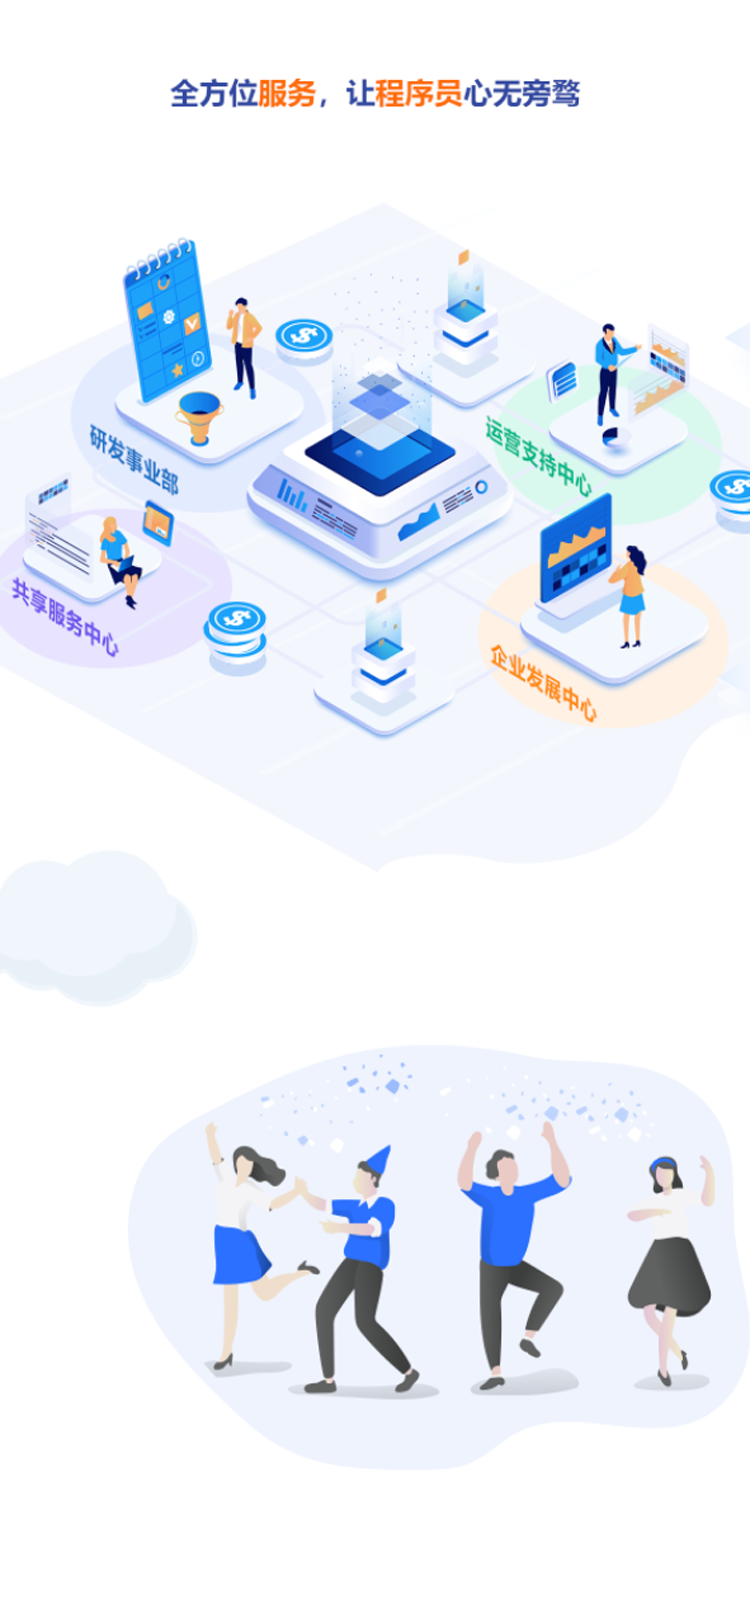 全方位服务，让程序员心无旁骛
研发事业部
运营支持中心
共享服务中心
企业发展中心